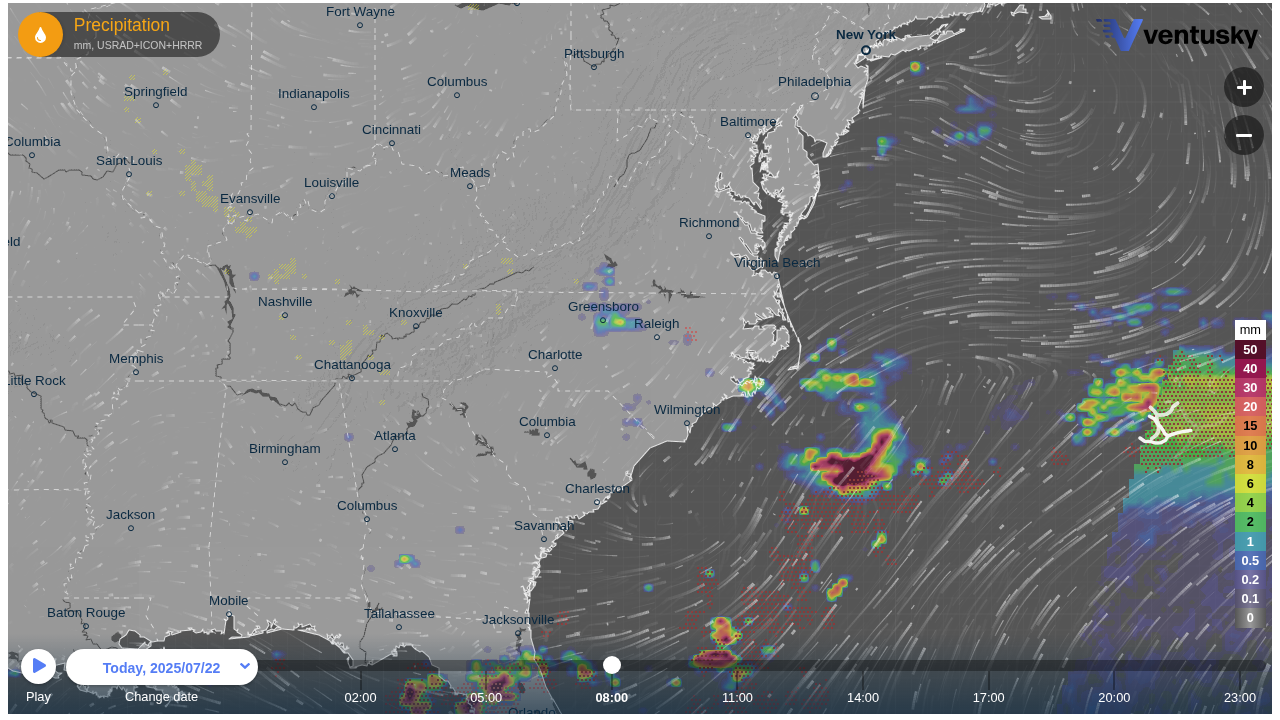 Precipitation
mm, USRAD+ICON+HRRR
Fort Wayne
New York
ventusky
Pittsburgh
Springfield
Indianapolis
Columbus
Philadelphia
+
Columbia
Cincinnati
Baltimore
−
Saint Louis
Louisville
Meads
Evansville
Richmond
eld
Virginia Beach
Nashville
Knoxville
Greensboro
Raleigh
mm
50
40
30
20
15
10
8
6
4
2
1
0.5
0.2
0.1
0
Memphis
Chattanooga
Charlotte
Little Rock
Wilmington
Columbia
Atlanta
Birmingham
Charleston
Columbus
Jackson
Savannah
Mobile
Baton Rouge
Tallahassee
Jacksonville
Today, 2025/07/22
Play
Change date
02:00
05:00
08:00
11:00
14:00
17:00
20:00
23:00
Orlando